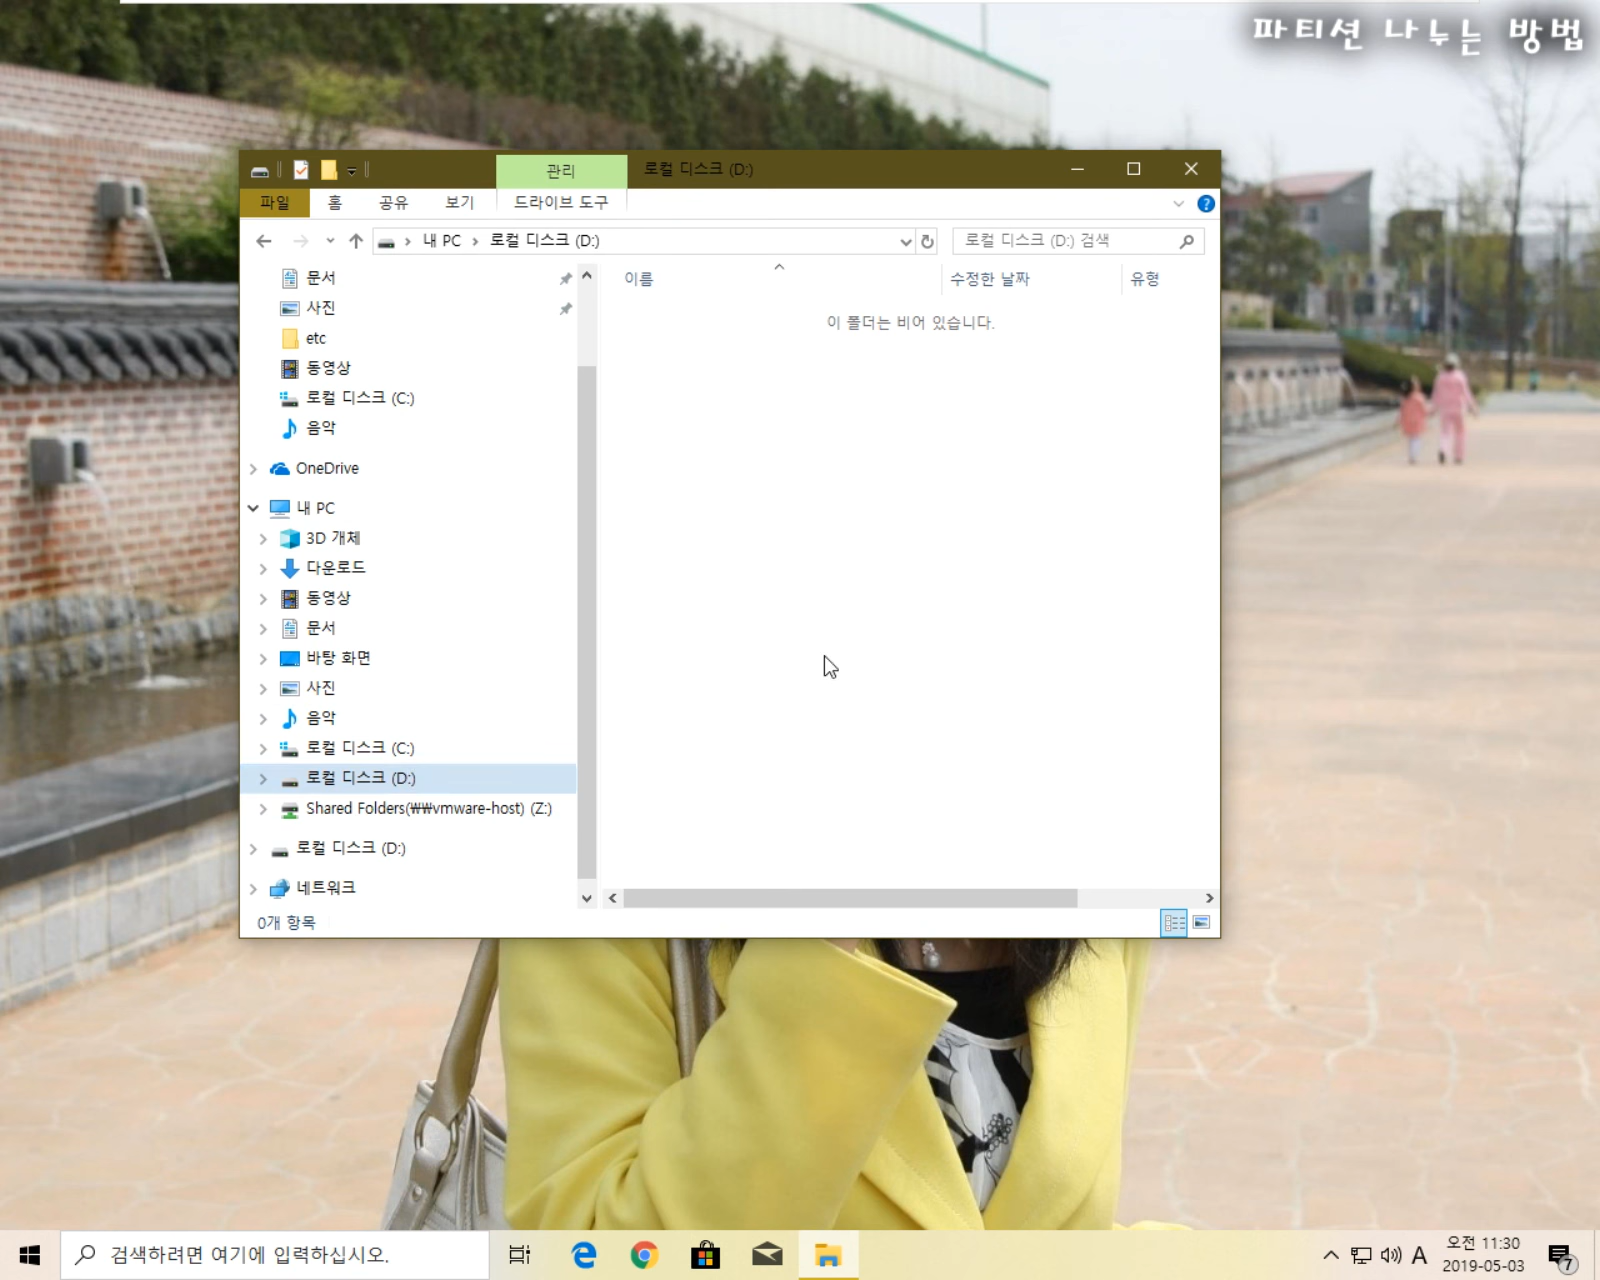 파티션 나누는 방법
관리
로컬 디스크 (D:)
파일
홈
공유
보기
드라이브 도구
내 PC
로컬 디스크 (D:)
로컬 디스크 (D:) 검색
문서
사진
etc
동영상
로컬 디스크 (C:)
음악
OneDrive
내 PC
3D 개체
다운로드
동영상
문서
바탕 화면
사진
음악
로컬 디스크 (C:)
로컬 디스크 (D:)
Shared Folders(₩₩vmware-host) (Z:)
로컬 디스크 (D:)
네트워크
이름
수정한 날짜
유형
이 폴더는 비어 있습니다.
0개 항목
검색하려면 여기에 입력하십시오.
A
오전 11:30
2019-05-03
7